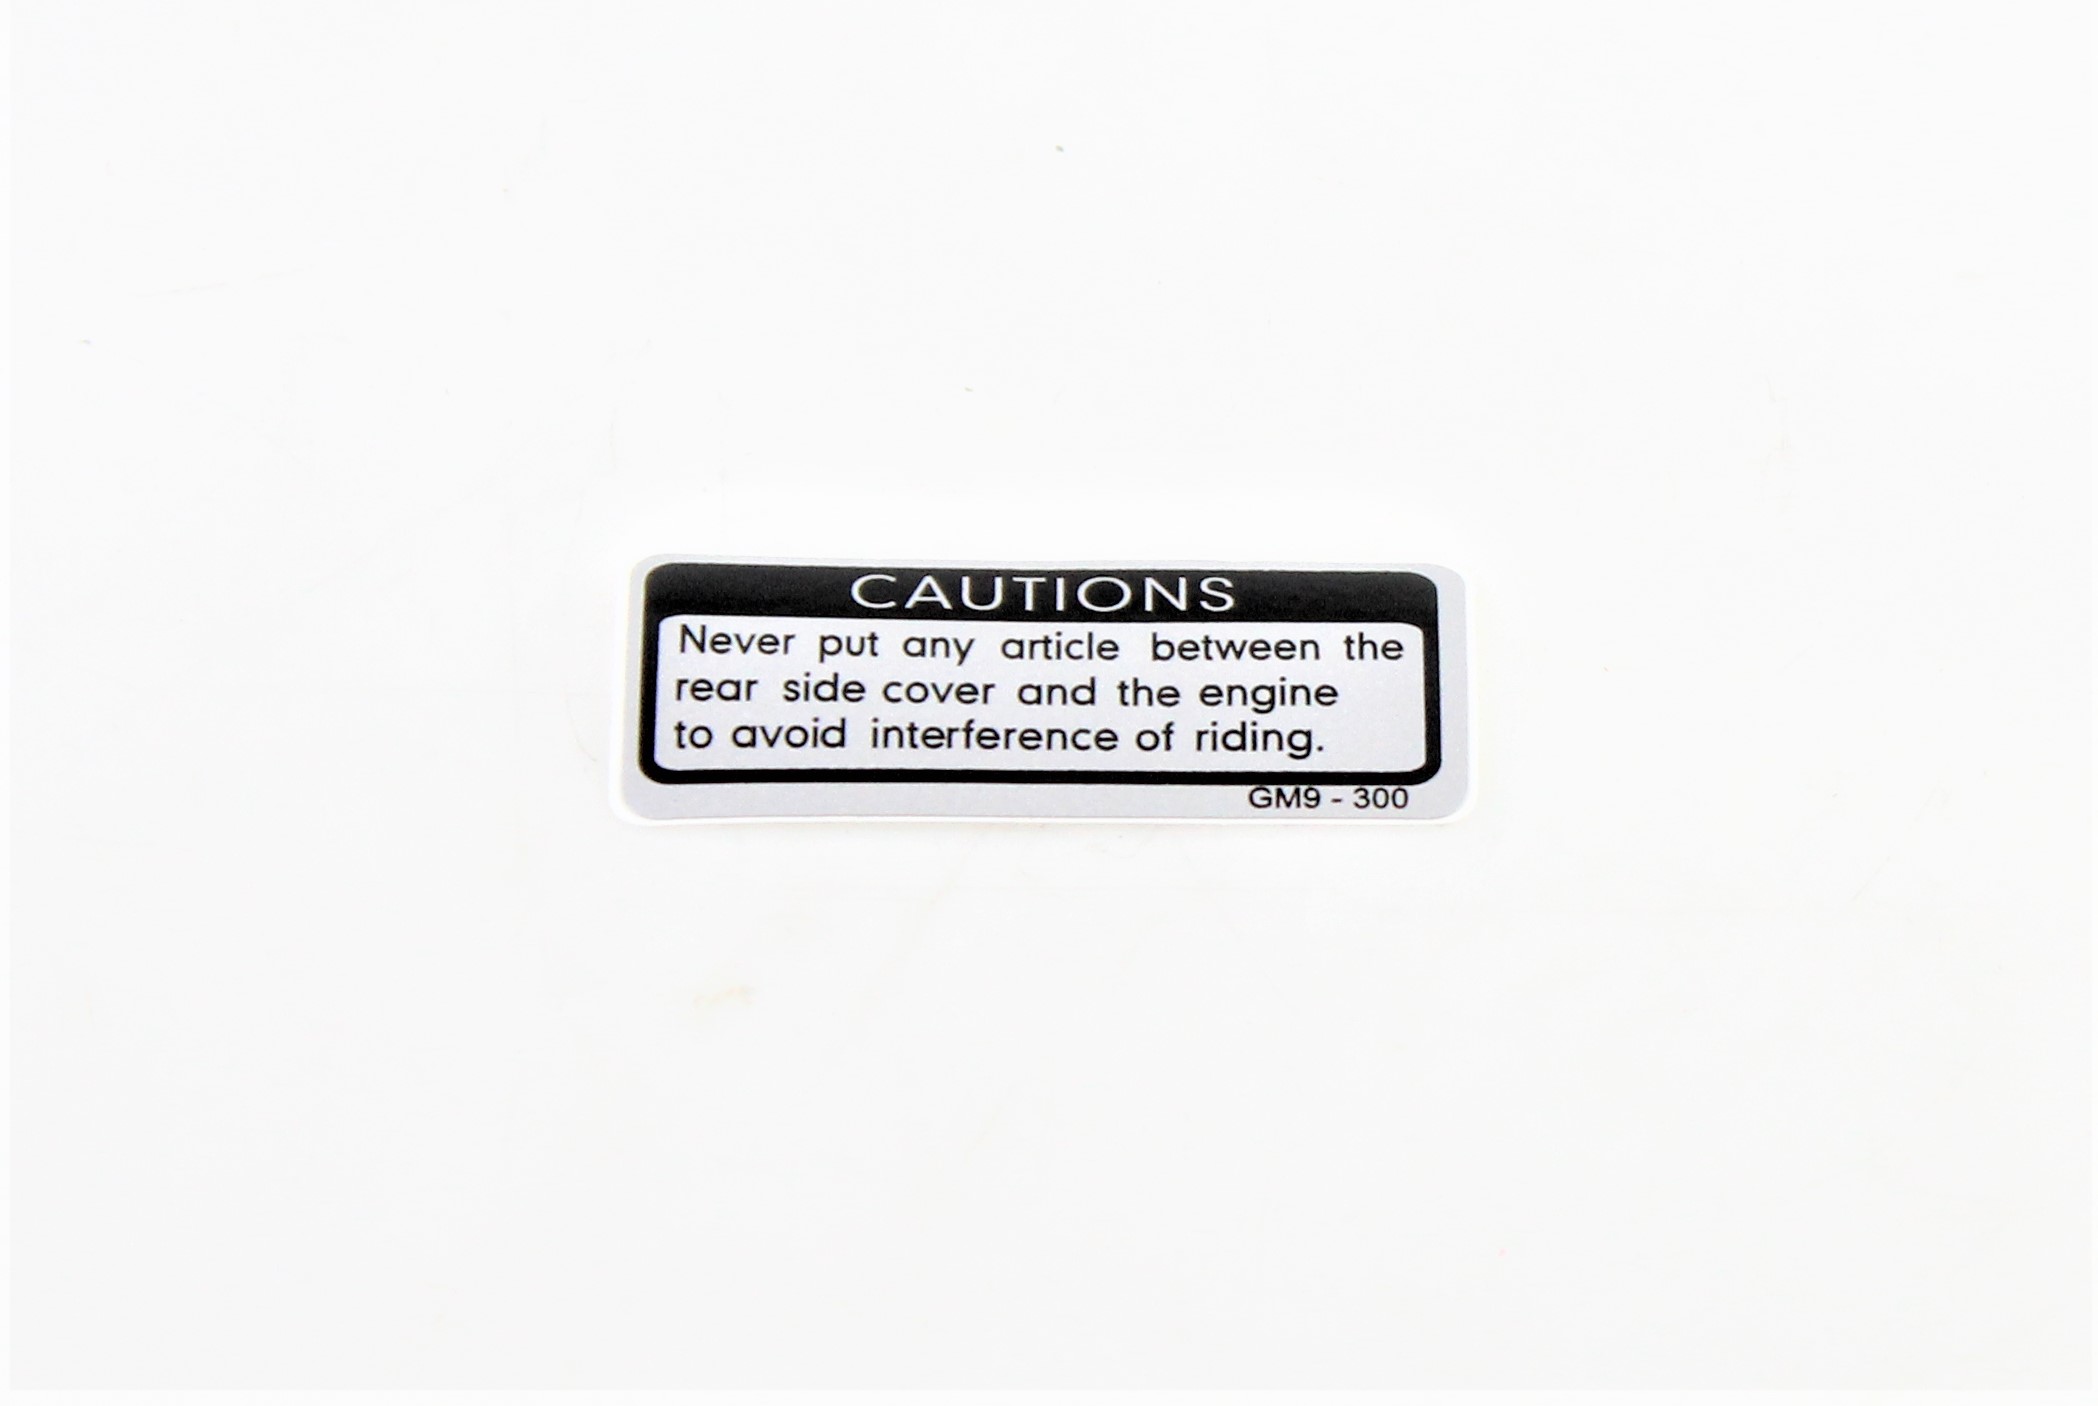 CAUTIONS
Never put any article between the
rear side cover and the engine
to avoid interference of riding.
GM9 - 300